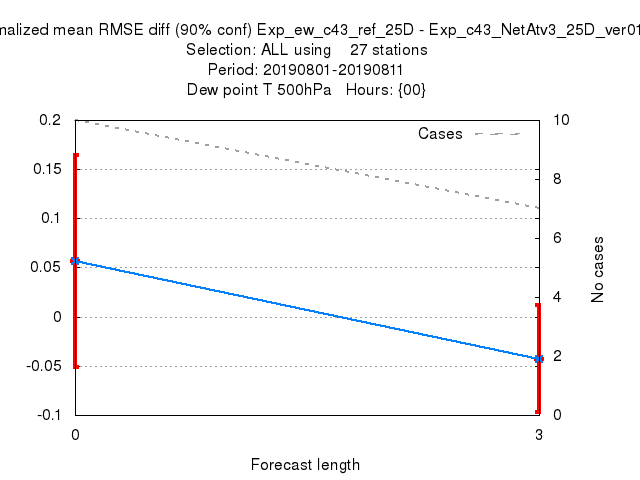 malized mean RMSE diff (90% conf) Exp_ew_c43_ref_25D - Exp_c43_NetAtv3_25D_ver01
Selection: ALL using 27 stations
Period: 20190801-20190811
Dew point T 500hPa Hours: {00}
0.2
0.15
0.1
0.05
0
-0.05
-0.1
Cases
10
8
6
4
2
0
No cases
0
3
Forecast length